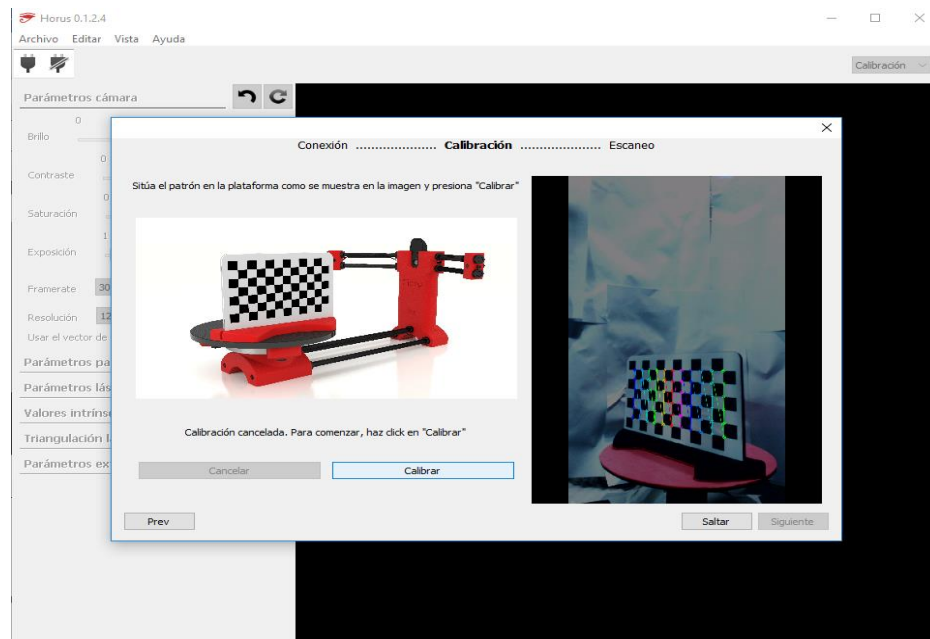 Horus 0.1.2.4
Archivo Editar Vista Ayuda
Calibración
Parámetros cámara
0
Brillo
0
Contraste
0
Saturación
1
Exposición
Framerate 30
Resolución 12
Usar el vector de
Parámetros pa
Parámetros lás
Valores intríns
Triangulación l
Parámetros ex
Conexión .................... Calibración .................... Escaneo
Sitúa el patrón en la plataforma como se muestra en la imagen y presiona "Calibrar"
Calibración cancelada. Para comenzar, haz click en "Calibrar"
Cancelar Calibrar
Prev Saltar Siguiente